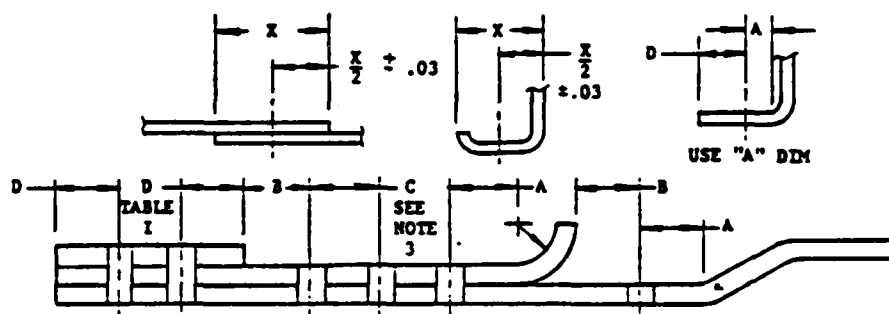 X
X/2 ± .03
X
X/2
±.03
A
D
USE "A" DIM
D
D
B
C
A
B
TABLE
I
SEE
NOTE
3
A